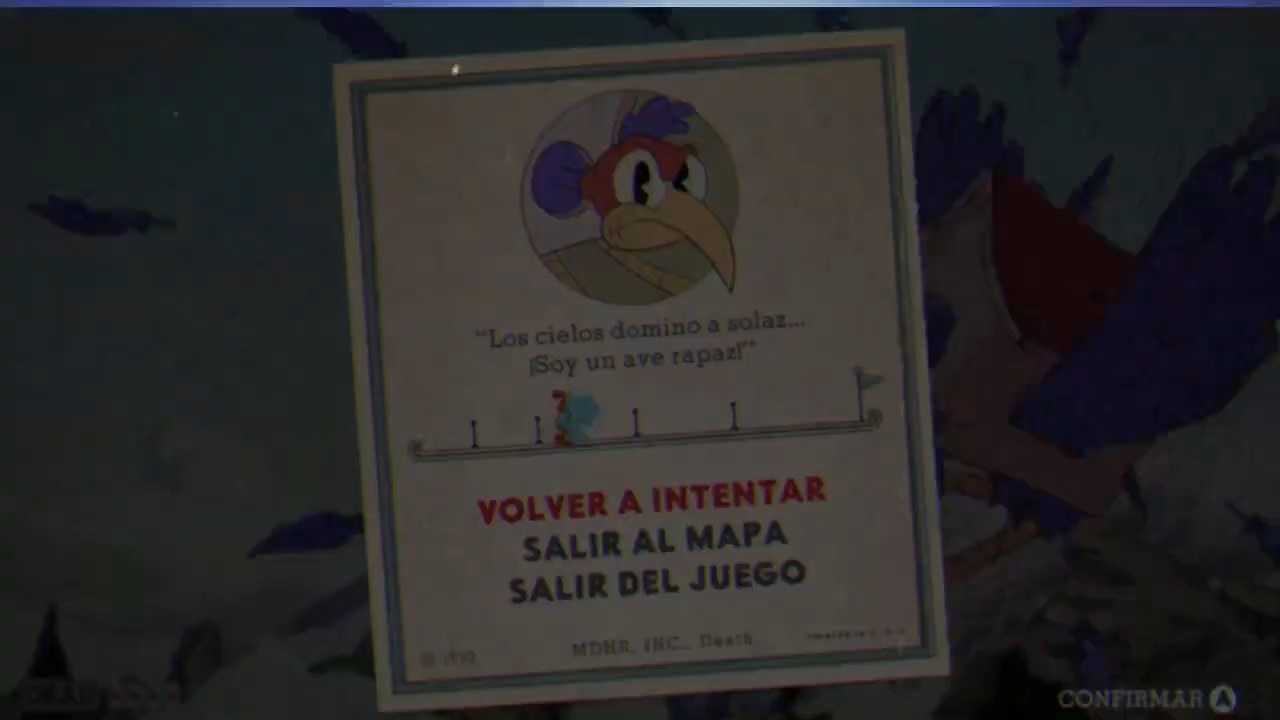 “Los cielos domino a solaz...
¡Soy un ave rapaz!”
VOLVER A INTENTAR
SALIR AL MAPA
SALIR DEL JUEGO
MDHR, INC.. Death
CONFIRMAR A